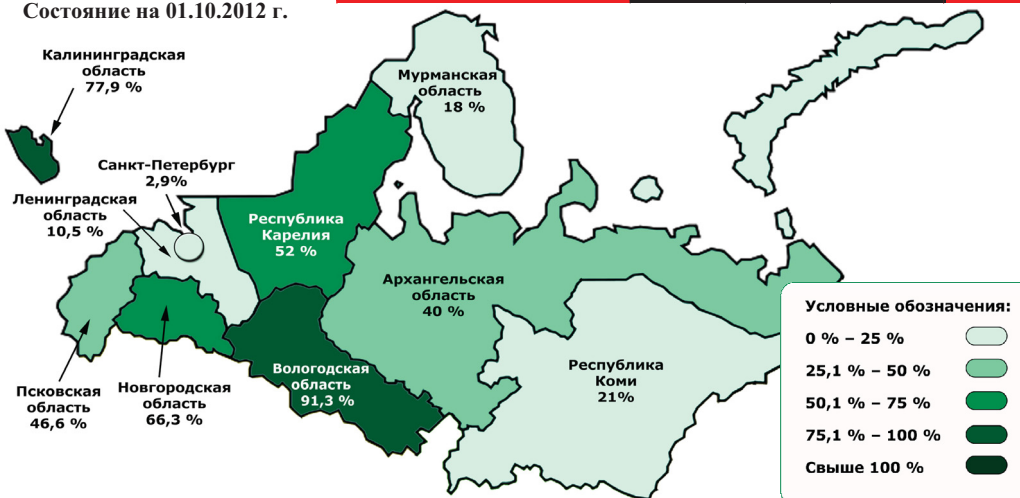 Состояние на 01.10.2012 г.
Калининградская
область
77,9 %
Мурманская
область
18 %
Санкт-Петербург
2,9%
Ленинградская
область
10,5 %
Республика
Карелия
52 %
Архангельская
область
40 %
Республика
Коми
21%
Вологодская
область
91,3 %
Псковская
область
46,6 %
Новгородская
область
66,3 %
Условные обозначения:
0 % – 25 %
25,1 % – 50 %
50,1 % – 75 %
75,1 % – 100 %
Свыше 100 %